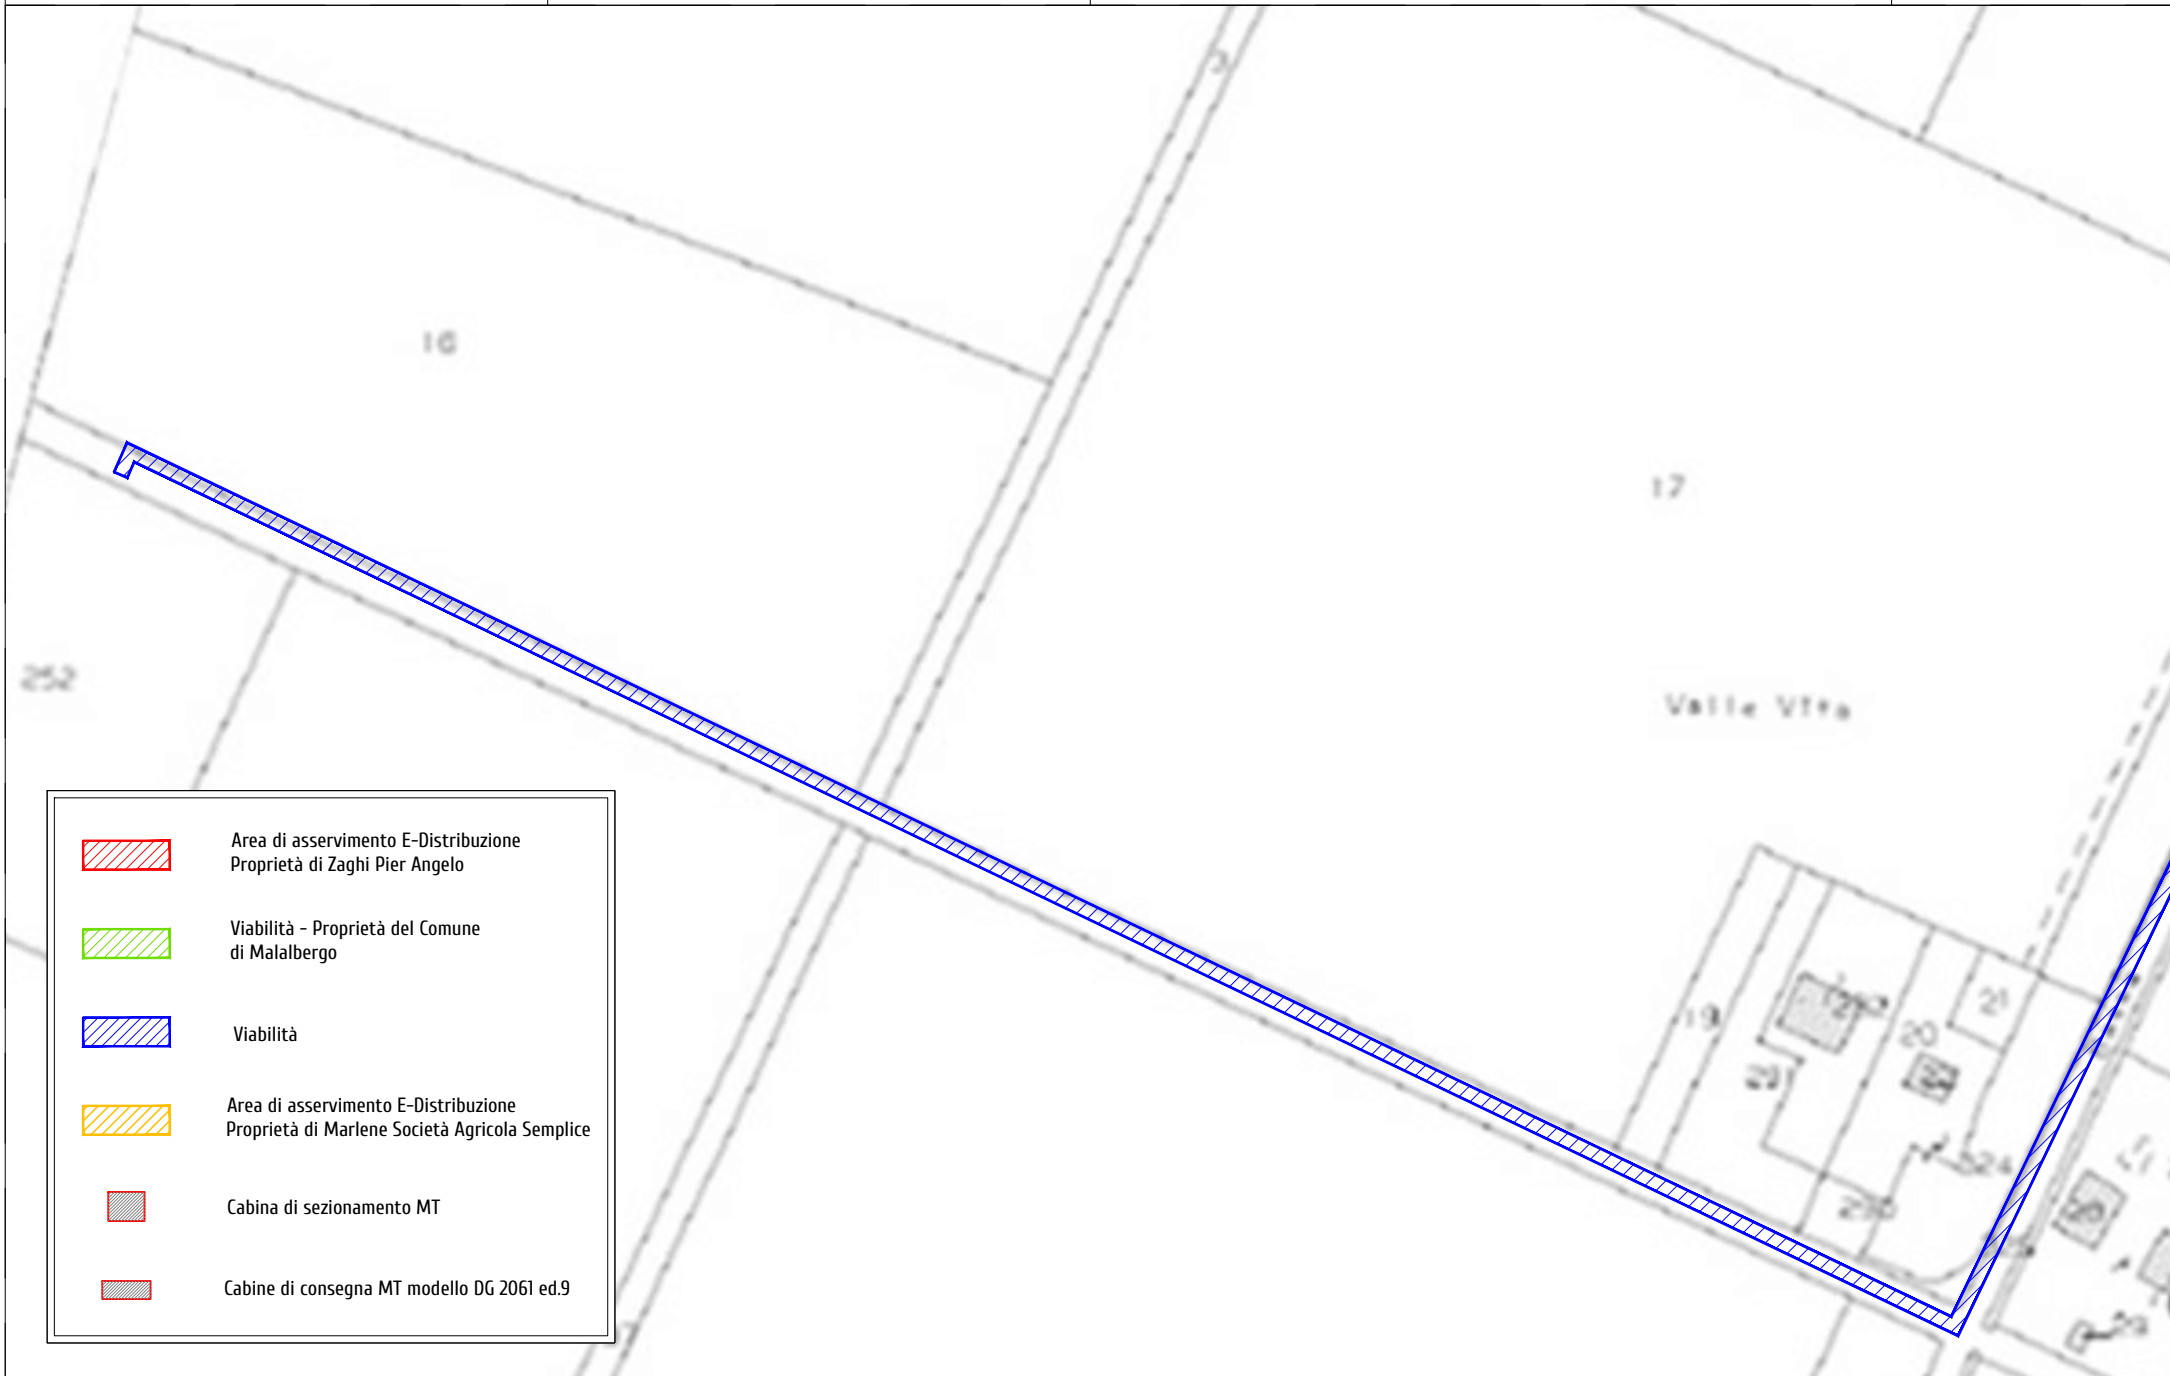 3
16
17
252
Valle Vita
19
20
21
Area di asservimento E-Distribuzione
Proprietà di Zaghi Pier Angelo
Viabilità - Proprietà del Comune
di Malalbergo
Viabilità
Area di asservimento E-Distribuzione
Proprietà di Marlene Società Agricola Semplice
Cabina di sezionamento MT
Cabine di consegna MT modello DG 2061 ed.9